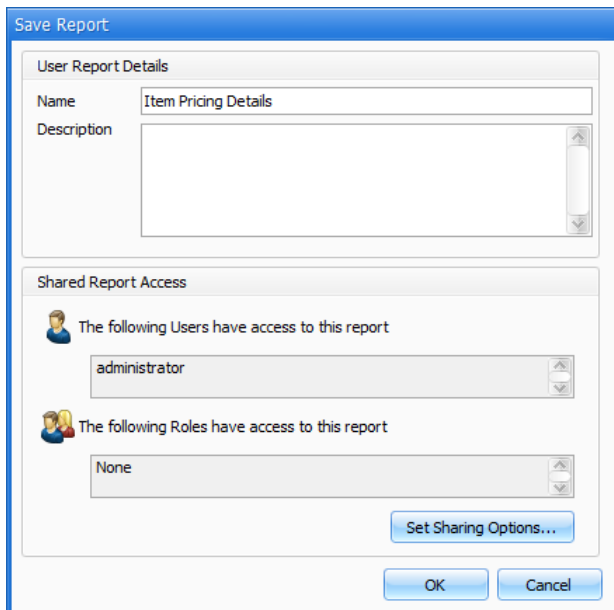 Save Report
User Report Details
Name Item Pricing Details
Description
Shared Report Access
The following Users have access to this report
administrator
The following Roles have access to this report
None
Set Sharing Options...
OK Cancel